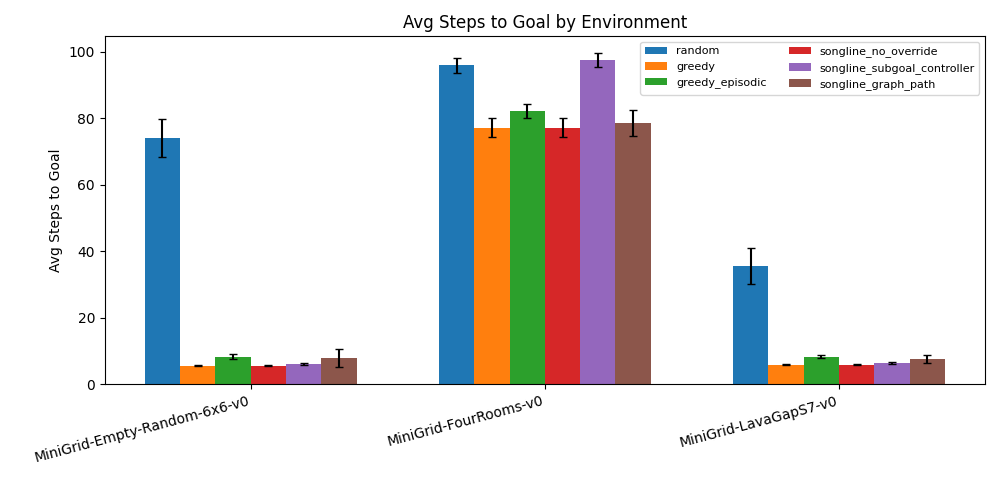 Avg Steps to Goal by Environment
random
greedy
greedy_episodic
songline_no_override
songline_subgoal_controller
songline_graph_path
Avg Steps to Goal
100
80
60
40
20
0
MiniGrid-Empty-Random-6x6-v0
MiniGrid-FourRooms-v0
MiniGrid-LavaGapS7-v0